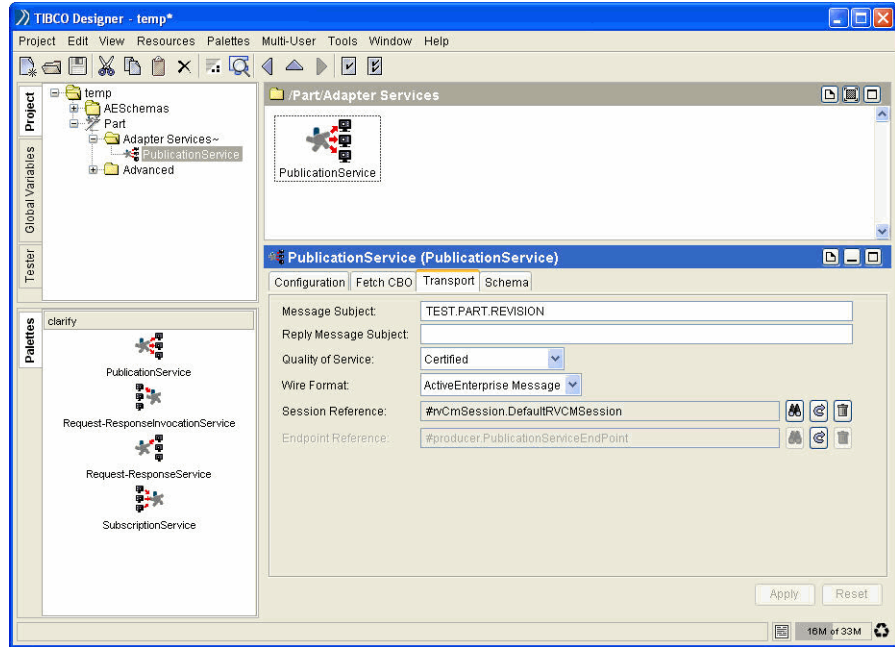 TIBCO Designer - temp*
Project Edit View Resources Palettes Multi-User Tools Window Help
Project
Global Variables
Tester
temp
AESchemas
Part
Adapter Services~
PublicationService
Advanced
/Part/Adapter Services
PublicationService
PublicationService (PublicationService)
Configuration Fetch CBO Transport Schema
Message Subject: TEST.PART.REVISION
Reply Message Subject:
Quality of Service: Certified
Wire Format: ActiveEnterprise Message
Session Reference: #rvCmSession.DefaultRVCMSession
Endpoint Reference: #producer.PublicationServiceEndPoint
Palettes
clarify
PublicationService
Request-ResponseInvocationService
Request-ResponseService
SubscriptionService
Apply Reset
16M of 33M